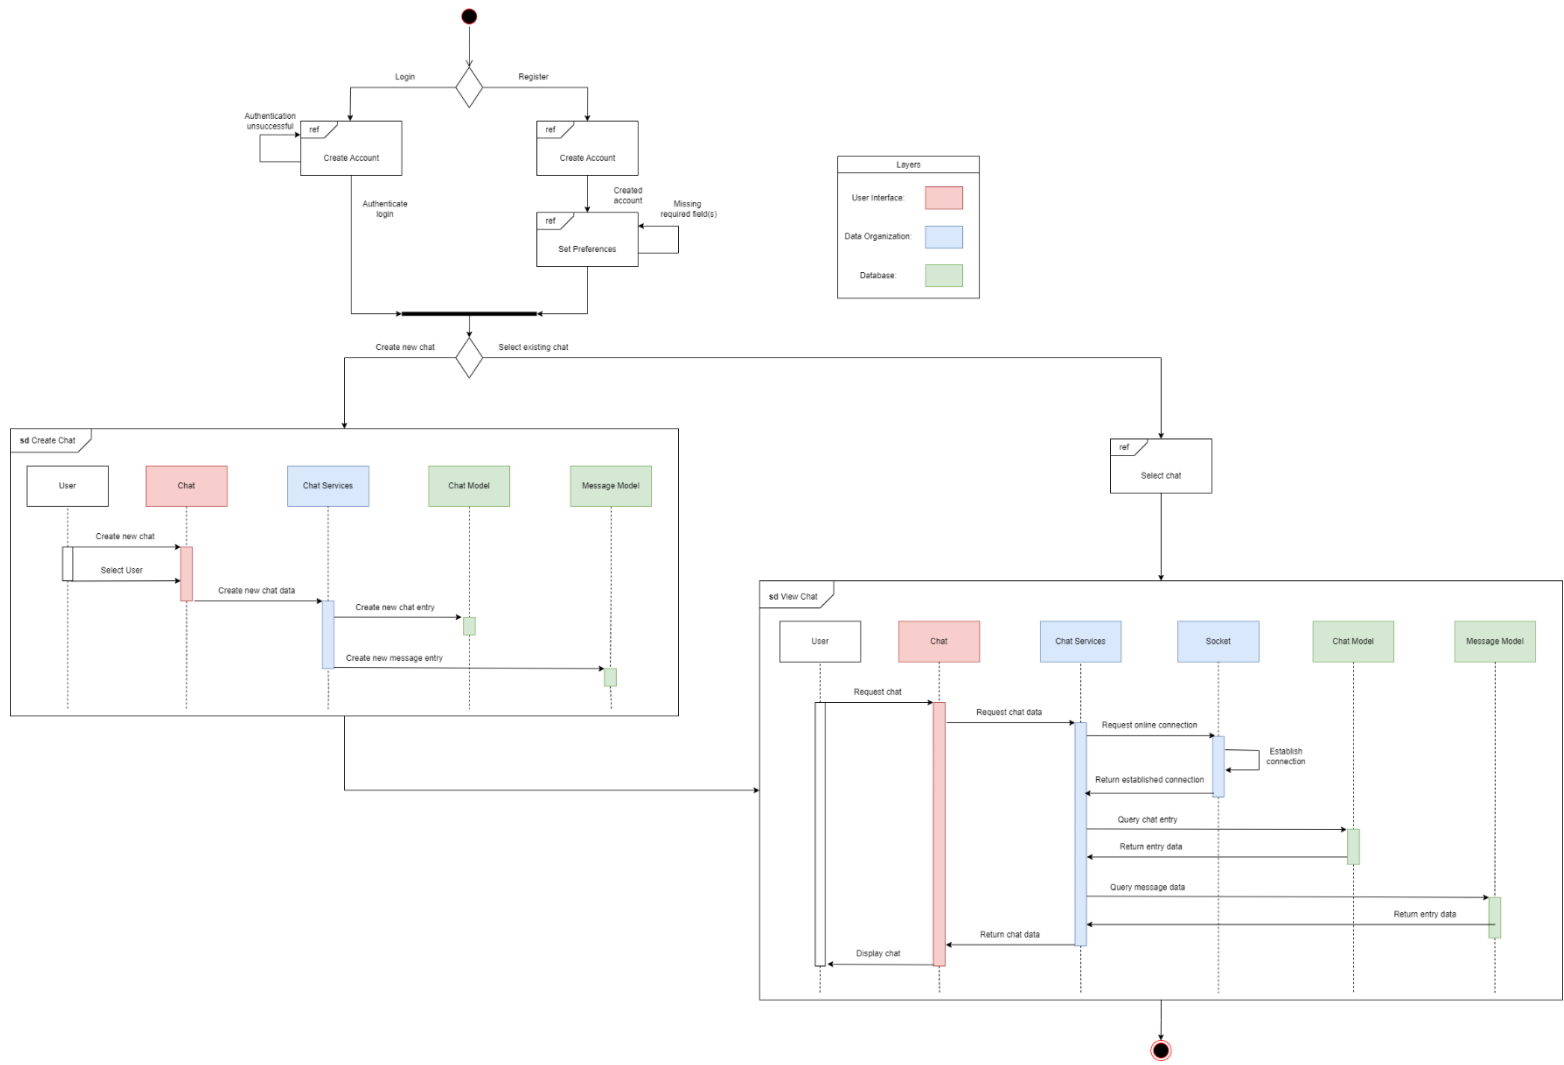 Login
Register
Authentication
unsuccessful
ref
Create Account
ref
Create Account
Authenticate
login
Created
account
Missing
required field(s)
ref
Set Preferences
Layers
User Interface:
Data Organization:
Database:
Create new chat
Select existing chat
sd Create Chat
User
Chat
Chat Services
Chat Model
Message Model
Create new chat
Select User
Create new chat data
Create new chat entry
Create new message entry
ref
Select chat
sd View Chat
User
Chat
Chat Services
Socket
Chat Model
Message Model
Request chat
Request chat data
Request online connection
Establish
connection
Return established connection
Query chat entry
Return entry data
Query message data
Return entry data
Return chat data
Display chat